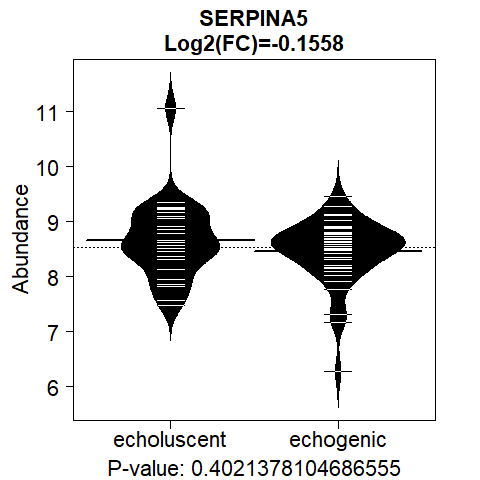 SERPINA5
Log2(FC)=-0.1558
Abundance
11
10
9
8
7
6
echoluscent echogenic
P-value: 0.4021378104686555